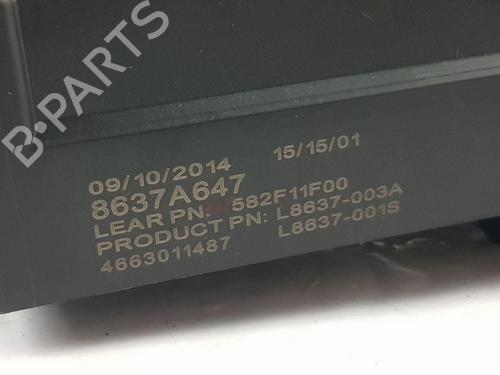 B-PARTS
09/10/2014 15/15/01
8637A647
LEAR PN: 582F11F00
PRODUCT PN: L8637-003A
4663011487 L8637-001S